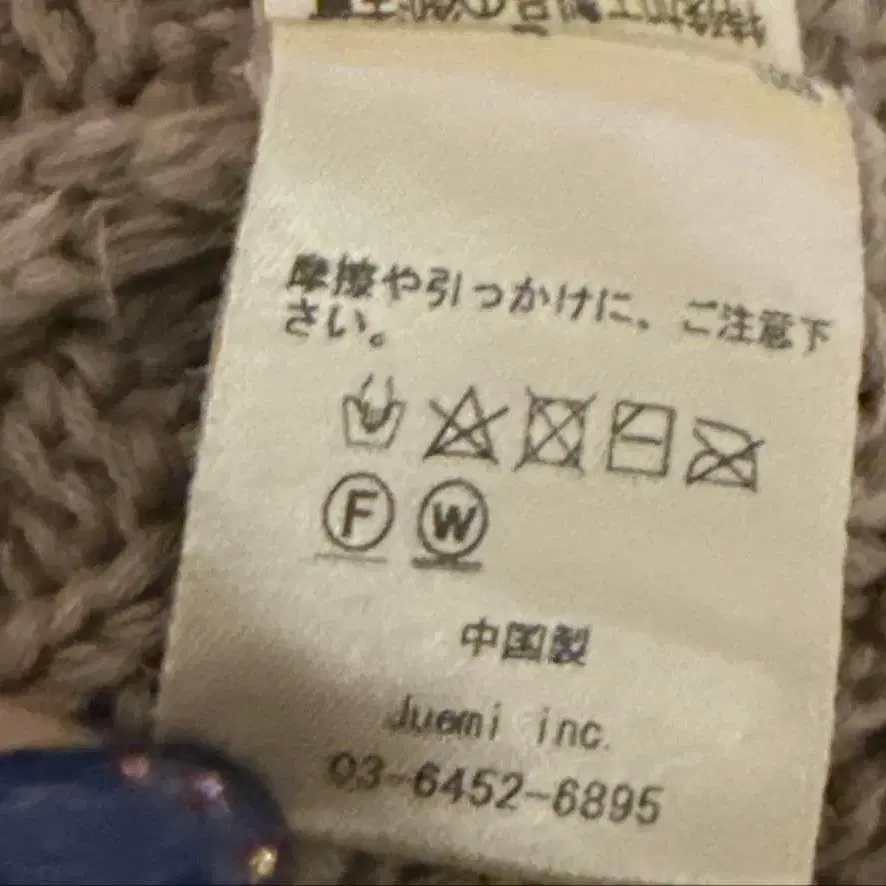 摩擦や引っかけに、ご注意下
さい。
F W
中国製
Juemi inc.
03-6452-6895